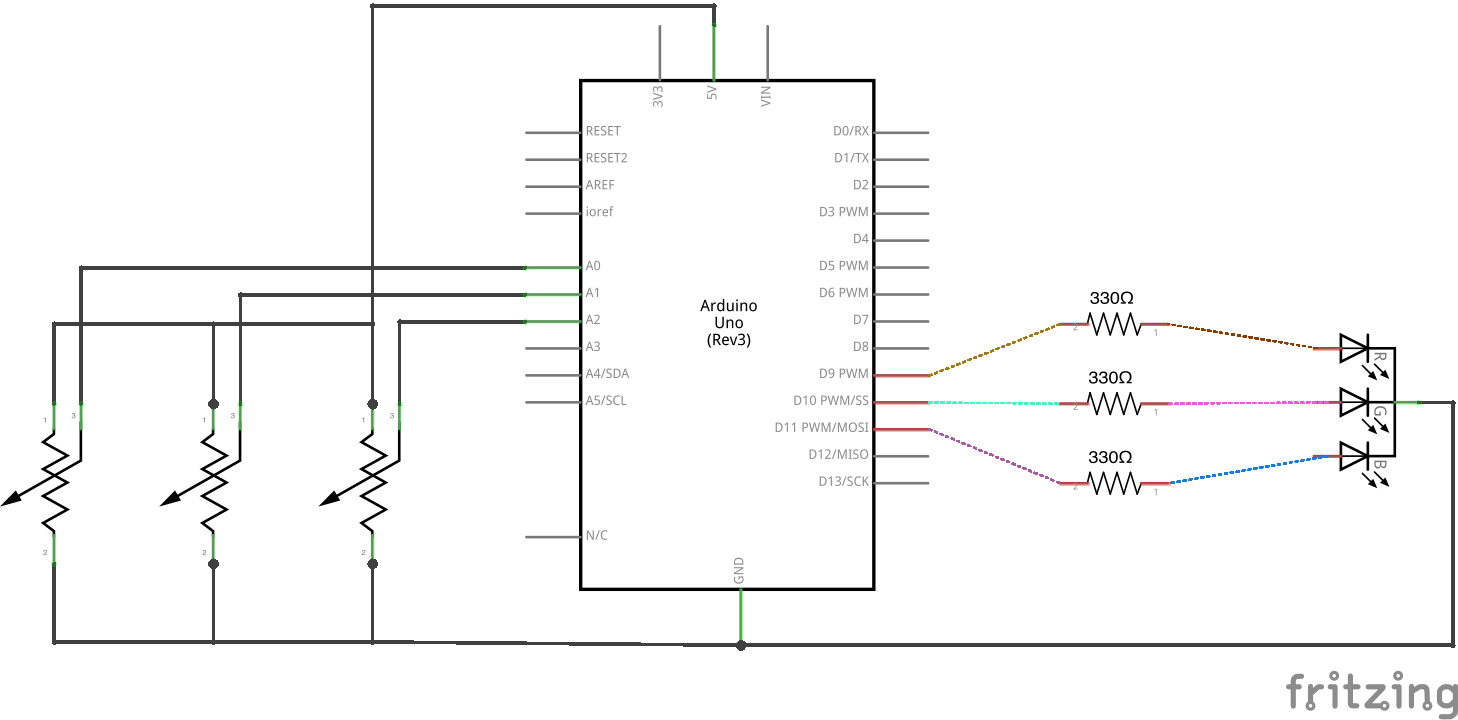 3V3
5V
VIN
RESET
RESET2
AREF
ioref
A0
A1
A2
A3
A4/SDA
A5/SCL
N/C
Arduino
Uno
(Rev3)
D0/RX
D1/TX
D2
D3 PWM
D4
D5 PWM
D6 PWM
D7
D8
D9 PWM
D10 PWM/SS
D11 PWM/MOSI
D12/MISO
D13/SCK
GND
1
3
2
1
3
2
1
3
2
330Ω
2
1
330Ω
2
1
330Ω
2
1
R
G
B
fritzing